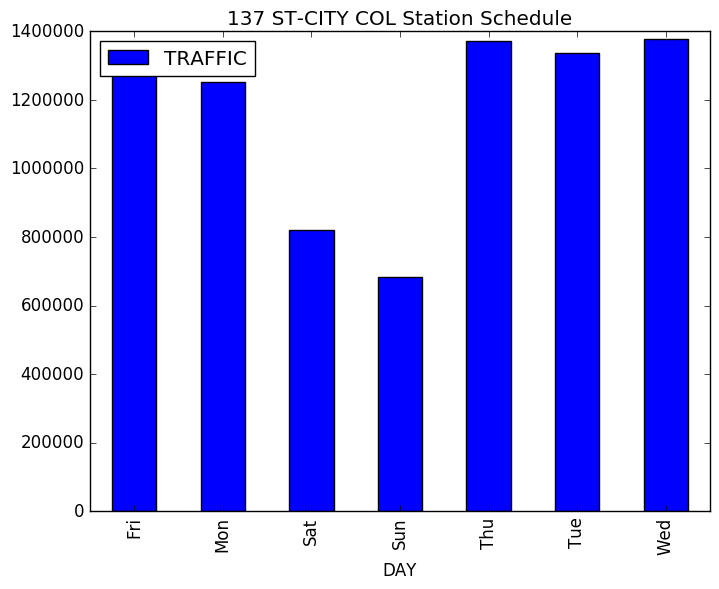 137 ST-CITY COL Station Schedule
TRAFFIC
1400000
1200000
1000000
800000
600000
400000
200000
0
Fri
Mon
Sat
Sun
Thu
Tue
Wed
DAY